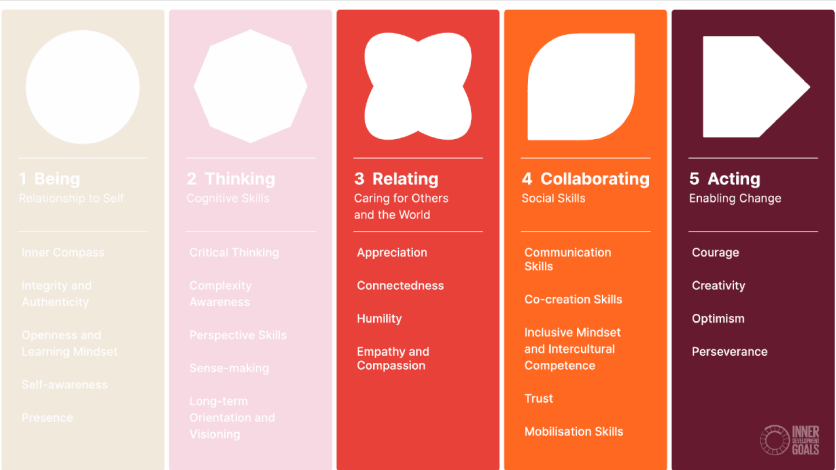 1 Being
Relationship to Self
Inner Compass
Integrity and
Authenticity
Openness and
Learning Mindset
Self-awareness
Presence
2 Thinking
Cognitive Skills
Critical Thinking
Complexity
Awareness
Perspective Skills
Sense-making
Long-term
Orientation and
Visioning
3 Relating
Caring for Others
and the World
Appreciation
Connectedness
Humility
Empathy and
Compassion
4 Collaborating
Social Skills
Communication
Skills
Co-creation Skills
Inclusive Mindset
and Intercultural
Competence
Trust
Mobilisation Skills
5 Acting
Enabling Change
Courage
Creativity
Optimism
Perseverance
INNER
DEVELOPMENT
GOALS